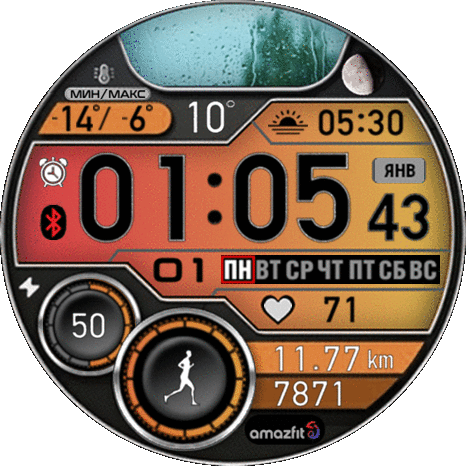 МИН/МАКС
-14°/ -6° 10° 05:30
01:05 ЯНВ
43
01 ПН ВТ СР ЧТ ПТ СБ ВС
71
50
11.77 km
7871
amazfit